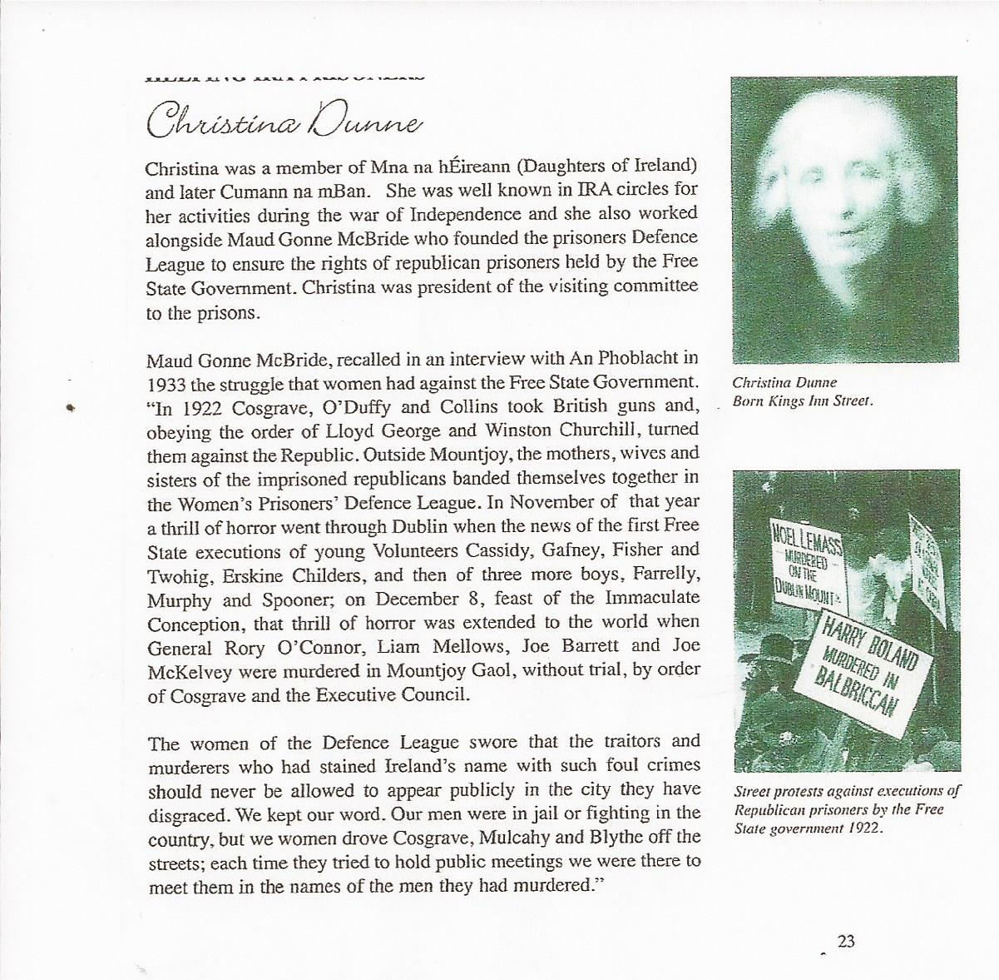 Christina Dunne
Christina was a member of Mna na hÉireann (Daughters of Ireland)
and later Cumann na mBan. She was well known in IRA circles for
her activities during the war of Independence and she also worked
alongside Maud Gonne McBride who founded the prisoners Defence
League to ensure the rights of republican prisoners held by the Free
State Government. Christina was president of the visiting committee
to the prisons.
Maud Gonne McBride, recalled in an interview with An Phoblacht in
1933 the struggle that women had against the Free State Government.
“In 1922 Cosgrave, O’Duffy and Collins took British guns and,
obeying the order of Lloyd George and Winston Churchill, turned
them against the Republic. Outside Mountjoy, the mothers, wives and
sisters of the imprisoned republicans banded themselves together in
the Women’s Prisoners’ Defence League. In November of that year
a thrill of horror went through Dublin when the news of the first Free
State executions of young Volunteers Cassidy, Gafney, Fisher and
Twohig, Erskine Childers, and then of three more boys, Farrelly,
Murphy and Spooner; on December 8, feast of the Immaculate
Conception, that thrill of horror was extended to the world when
General Rory O’Connor, Liam Mellows, Joe Barrett and Joe
McKelvey were murdered in Mountjoy Gaol, without trial, by order
of Cosgrave and the Executive Council.
The women of the Defence League swore that the traitors and
murderers who had stained Ireland’s name with such foul crimes
should never be allowed to appear publicly in the city they have
disgraced. We kept our word. Our men were in jail or fighting in the
country, but we women drove Cosgrave, Mulcahy and Blythe off the
streets; each time they tried to hold public meetings we were there to
meet them in the names of the men they had murdered.”
Christina Dunne
Born Kings Inn Street.
NOEL LEMASS
MURDERED
ON THE
DUBLIN MOUNTS
HARRY BOLAND
MURDERED IN
BALBRICCAN
Street protests against executions of
Republican prisoners by the Free
State government 1922.
23